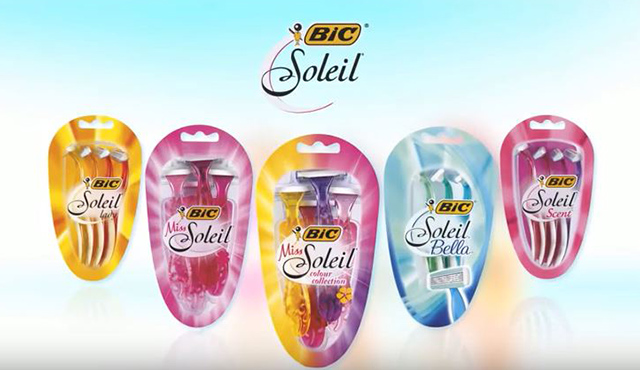 BIC®
Soleil
BIC
Soleil
lady
BIC
Miss
Soleil
BIC
Miss
Soleil
colour
collection
BIC
Soleil
Bella
BIC
Soleil
Scent